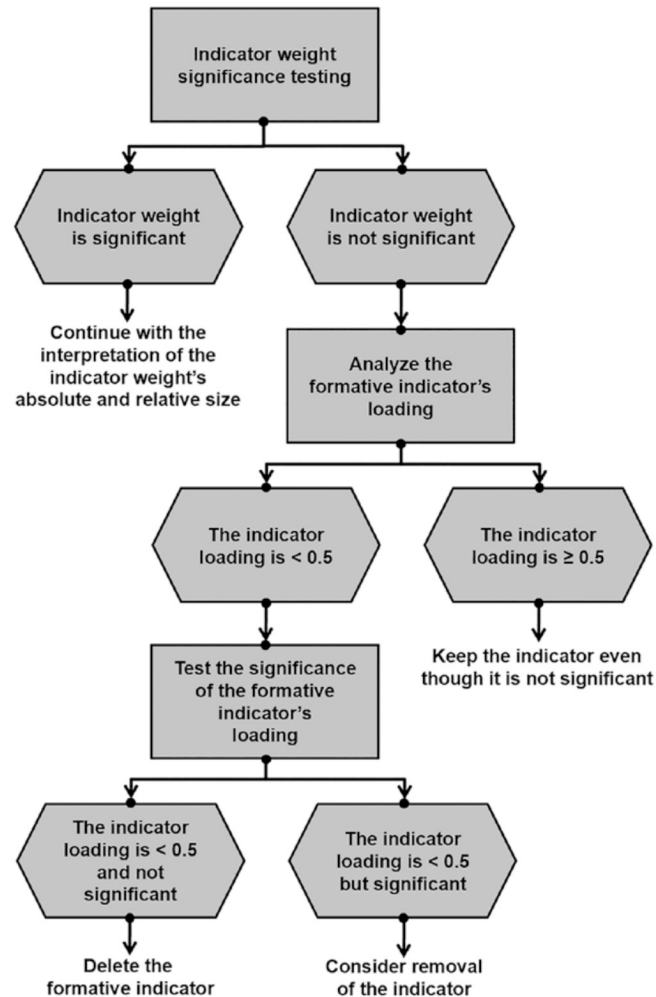 Indicator weight
significance testing
Indicator weight
is significant
Indicator weight
is not significant
Continue with the
interpretation of the
indicator weight's
absolute and relative size
Analyze the
formative indicator's
loading
The indicator
loading is < 0.5
The indicator
loading is ≥ 0.5
Test the significance
of the formative
indicator's
loading
Keep the indicator even
though it is not significant
The indicator
loading is < 0.5
and not
significant
The indicator
loading is < 0.5
but significant
Delete the
formative indicator
Consider removal
of the indicator